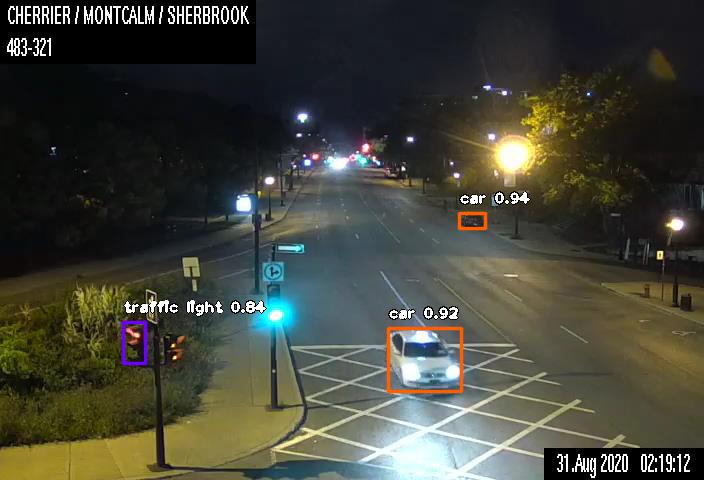 CHERRIER / MONTCALM / SHERBROOK
483-321
car 0.94
traffic light 0.84
car 0.92
31.Aug 2020 02:19:12